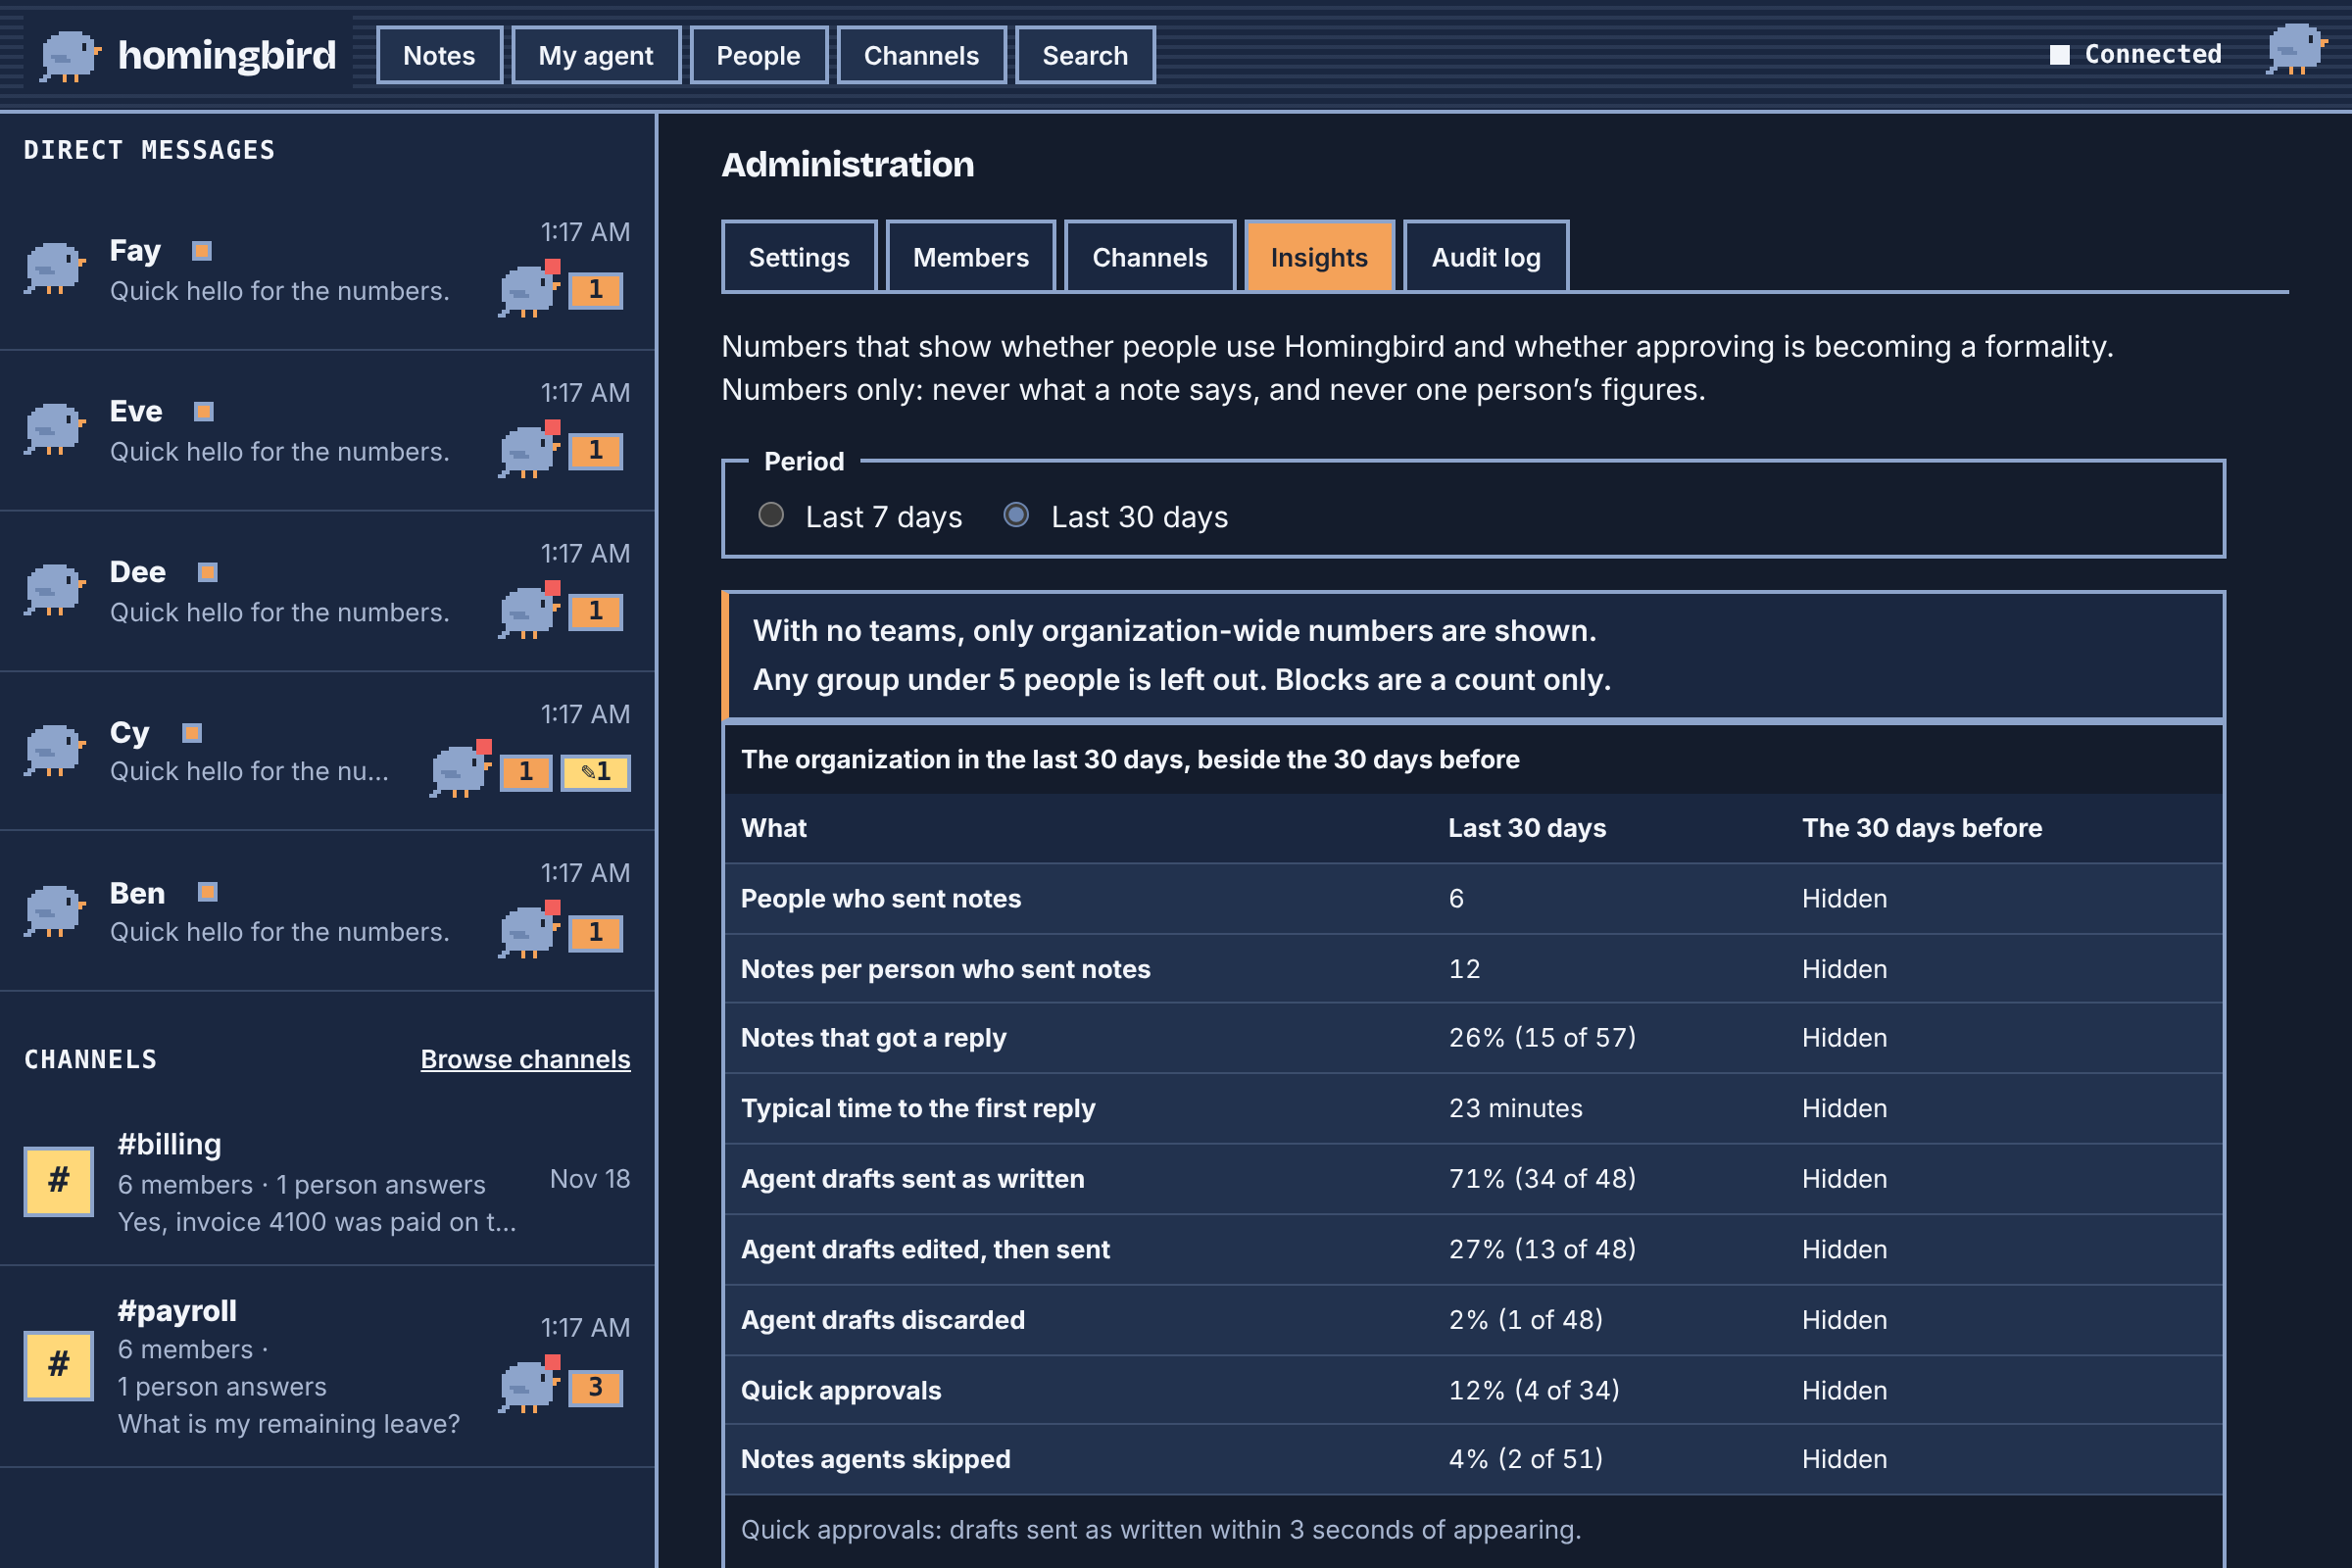 homingbird
Notes
My agent
People
Channels
Search
Connected
DIRECT MESSAGES
Fay
1:17 AM
Quick hello for the numbers.
1
Eve
1:17 AM
Quick hello for the numbers.
1
Dee
1:17 AM
Quick hello for the numbers.
1
Cy
1:17 AM
Quick hello for the nu...
1
✎1
Ben
1:17 AM
Quick hello for the numbers.
1
CHANNELS
Browse channels
#
#billing
6 members · 1 person answers
Nov 18
Yes, invoice 4100 was paid on t...
#
#payroll
1:17 AM
6 members ·
1 person answers
3
What is my remaining leave?
Administration
Settings
Members
Channels
Insights
Audit log
Numbers that show whether people use Homingbird and whether approving is becoming a formality.
Numbers only: never what a note says, and never one person’s figures.
Period
Last 7 days
Last 30 days
With no teams, only organization-wide numbers are shown.
Any group under 5 people is left out. Blocks are a count only.
The organization in the last 30 days, beside the 30 days before
What Last 30 days The 30 days before
People who sent notes 6 Hidden
Notes per person who sent notes 12 Hidden
Notes that got a reply 26% (15 of 57) Hidden
Typical time to the first reply 23 minutes Hidden
Agent drafts sent as written 71% (34 of 48) Hidden
Agent drafts edited, then sent 27% (13 of 48) Hidden
Agent drafts discarded 2% (1 of 48) Hidden
Quick approvals 12% (4 of 34) Hidden
Notes agents skipped 4% (2 of 51) Hidden
Quick approvals: drafts sent as written within 3 seconds of appearing.